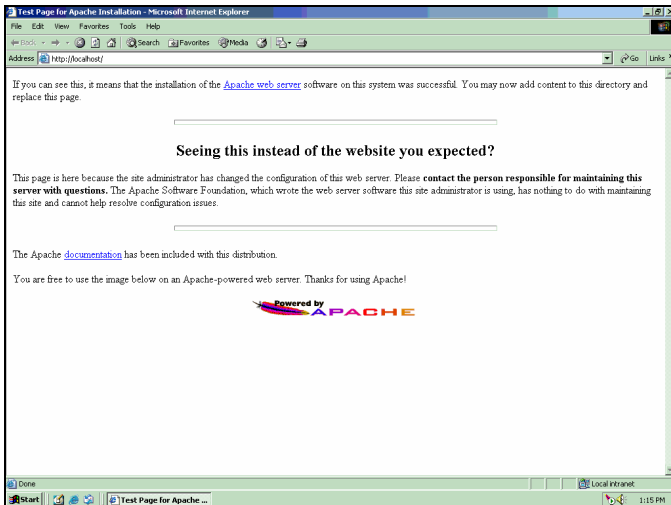 Test Page for Apache Installation - Microsoft Internet Explorer
File Edit View Favorites Tools Help
Back Search Favorites Media
Address http://localhost/ Go Links
If you can see this, it means that the installation of the Apache web server software on this system was successful. You may now add content to this directory and
replace this page.
Seeing this instead of the website you expected?
This page is here because the site administrator has changed the configuration of this web server. Please contact the person responsible for maintaining this
server with questions. The Apache Software Foundation, which wrote the web server software this site administrator is using, has nothing to do with maintaining
this site and cannot help resolve configuration issues.
The Apache documentation has been included with this distribution.
You are free to use the image below on an Apache-powered web server. Thanks for using Apache!
Powered by
APACHE
Done Local intranet
Start Test Page for Apache ... 1:15 PM